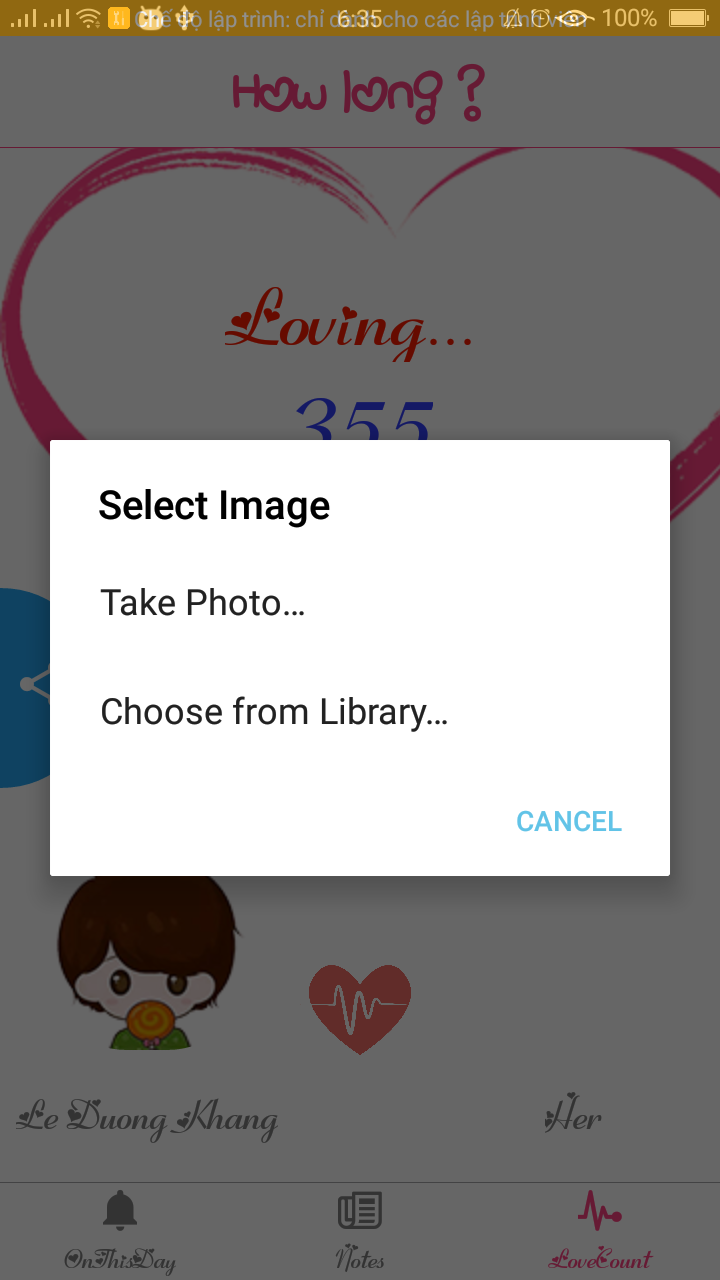 Chế độ lập trình: chỉ dành cho các lập trình viên
6:35
100%
How long ?
Loving...
355
Select Image
Take Photo...
Choose from Library...
CANCEL
Le Duong Khang
Her
OnThisDay
Notes
LoveCount